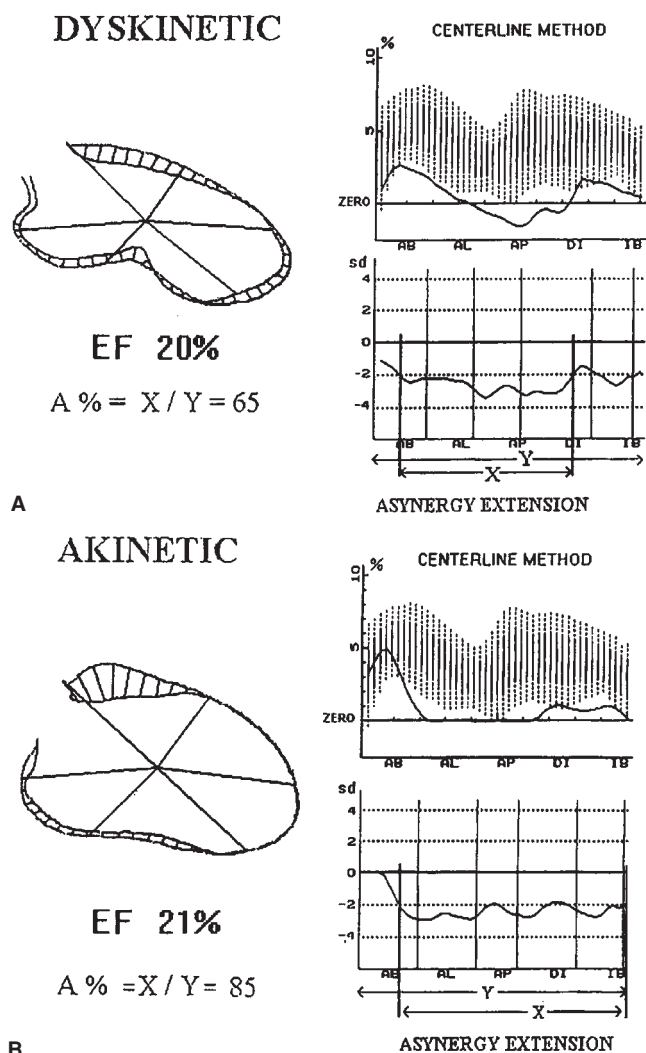 DYSKINETIC
EF 20%
A % = X / Y = 65
CENTERLINE METHOD
%
10
5
ZERO
AB AL AP DI IB
sd
4
2
0
-2
-4
AB AL AP DI IB
Y
X
ASYNERGY EXTENSION
A
AKINETIC
EF 21%
A % =X / Y= 85
CENTERLINE METHOD
%
10
5
ZERO
AB AL AP DI IB
sd
4
2
0
-2
-4
AB AL AP DI IB
Y
X
ASYNERGY EXTENSION
B